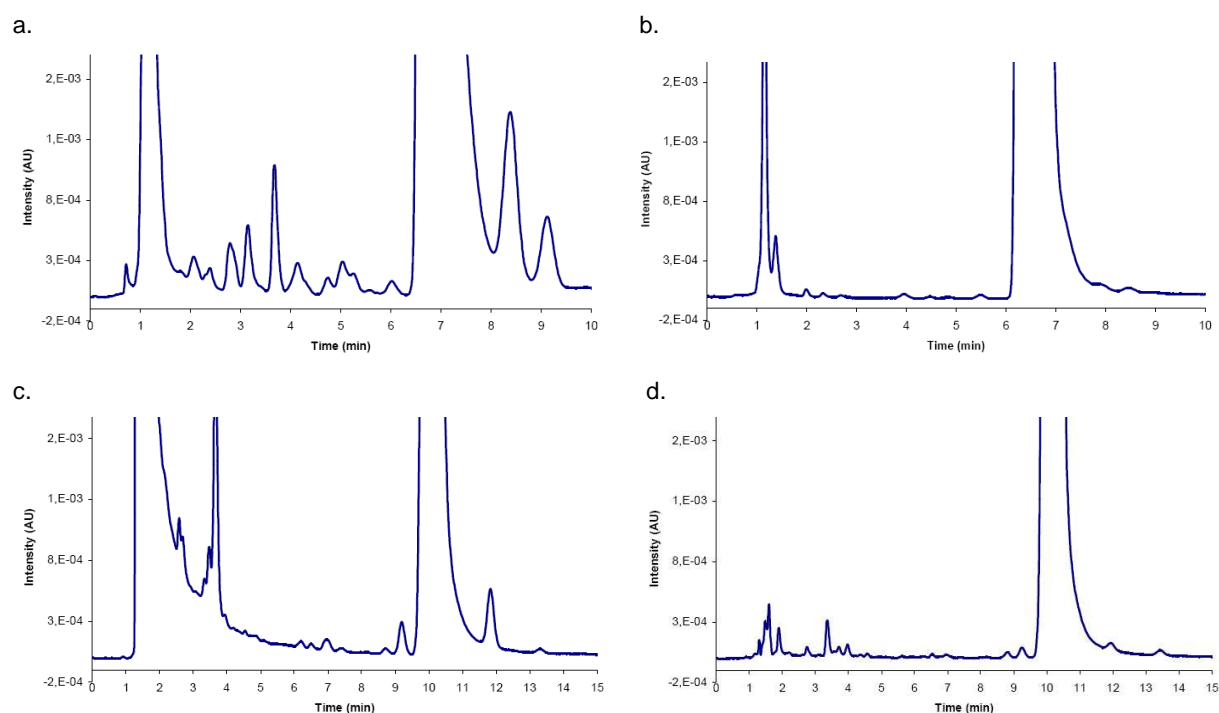 a.
b.
2,E-03
1,E-03
8,E-04
3,E-04
-2,E-04
Intensity (AU)
0 1 2 3 4 5 6 7 8 9 10
Time (min)
2,E-03
1,E-03
8,E-04
3,E-04
-2,E-04
Intensity (AU)
0 1 2 3 4 5 6 7 8 9 10
Time (min)
c.
d.
2,E-03
1,E-03
8,E-04
3,E-04
-2,E-04
Intensity (AU)
0 1 2 3 4 5 6 7 8 9 10 11 12 13 14 15
Time (min)
2,E-03
1,E-03
8,E-04
3,E-04
-2,E-04
Intensity (AU)
0 1 2 3 4 5 6 7 8 9 10 11 12 13 14 15
Time (min)